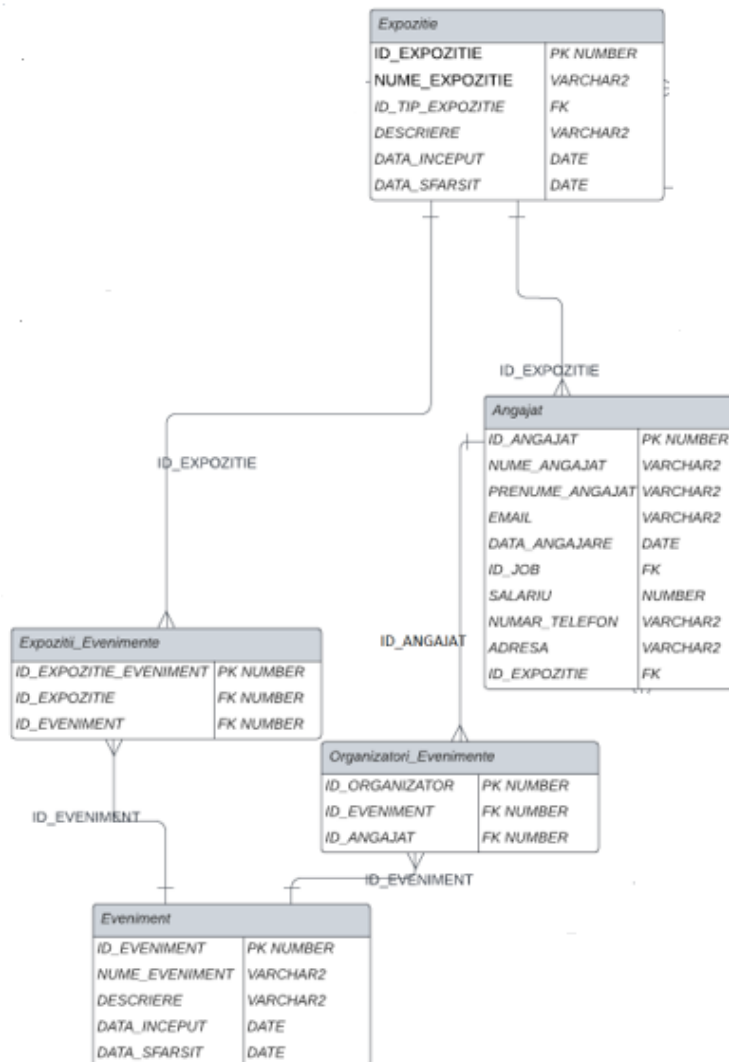 Expozitie
ID_EXPOZITIE PK NUMBER
NUME_EXPOZITIE VARCHAR2
ID_TIP_EXPOZITIE FK
DESCRIERE VARCHAR2
DATA_INCEPUT DATE
DATA_SFARSIT DATE
ID_EXPOZITIE
Angajat
ID_ANGAJAT PK NUMBER
NUME_ANGAJAT VARCHAR2
PRENUME_ANGAJAT VARCHAR2
EMAIL VARCHAR2
DATA_ANGAJARE DATE
ID_JOB FK
SALARIU NUMBER
NUMAR_TELEFON VARCHAR2
ADRESA VARCHAR2
ID_EXPOZITIE FK
ID_EXPOZITIE
ID_ANGAJAT
Expozitii_Evenimente
ID_EXPOZITIE_EVENIMENT PK NUMBER
ID_EXPOZITIE FK NUMBER
ID_EVENIMENT FK NUMBER
Organizatori_Evenimente
ID_ORGANIZATOR PK NUMBER
ID_EVENIMENT FK NUMBER
ID_ANGAJAT FK NUMBER
ID_EVENIMENT
ID_EVENIMENT
Eveniment
ID_EVENIMENT PK NUMBER
NUME_EVENIMENT VARCHAR2
DESCRIERE VARCHAR2
DATA_INCEPUT DATE
DATA_SFARSIT DATE